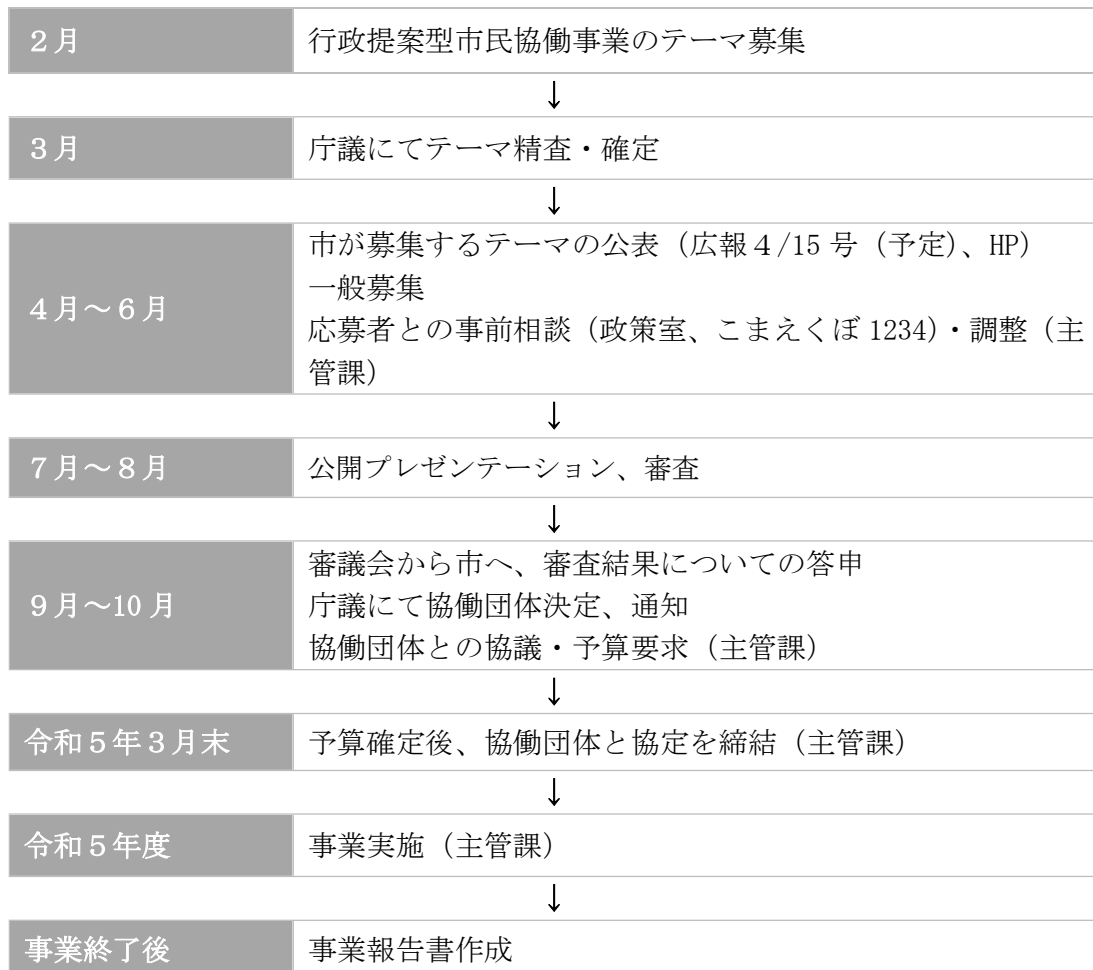 ２月
行政提案型市民協働事業のテーマ募集
↓
３月
庁議にてテーマ精査・確定
↓
４月～６月
市が募集するテーマの公表（広報４/15 号（予定）、HP）
一般募集
応募者との事前相談（政策室、こまえくぼ 1234）・調整（主
管課）
↓
７月～８月
公開プレゼンテーション、審査
↓
９月～10 月
審議会から市へ、審査結果についての答申
庁議にて協働団体決定、通知
協働団体との協議・予算要求（主管課）
↓
令和５年３月末
予算確定後、協働団体と協定を締結（主管課）
↓
令和５年度
事業実施（主管課）
↓
事業終了後
事業報告書作成